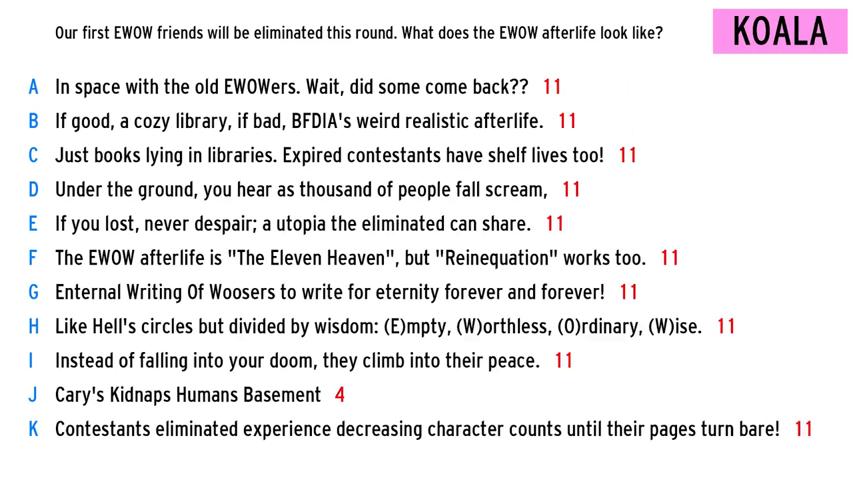 Our first EWOW friends will be eliminated this round. What does the EWOW afterlife look like?
KOALA
A In space with the old EWOWers. Wait, did some come back?? 11
B If good, a cozy library, if bad, BFDIA's weird realistic afterlife. 11
C Just books lying in libraries. Expired contestants have shelf lives too! 11
D Under the ground, you hear as thousand of people fall scream, 11
E If you lost, never despair; a utopia the eliminated can share. 11
F The EWOW afterlife is "The Eleven Heaven", but "Reinequation" works too. 11
G Enternal Writing Of Woosers to write for eternity forever and forever! 11
H Like Hell's circles but divided by wisdom: (E)mpty, (W)orthless, (O)rdinary, (W)ise. 11
I Instead of falling into your doom, they climb into their peace. 11
J Cary's Kidnaps Humans Basement 4
K Contestants eliminated experience decreasing character counts until their pages turn bare! 11